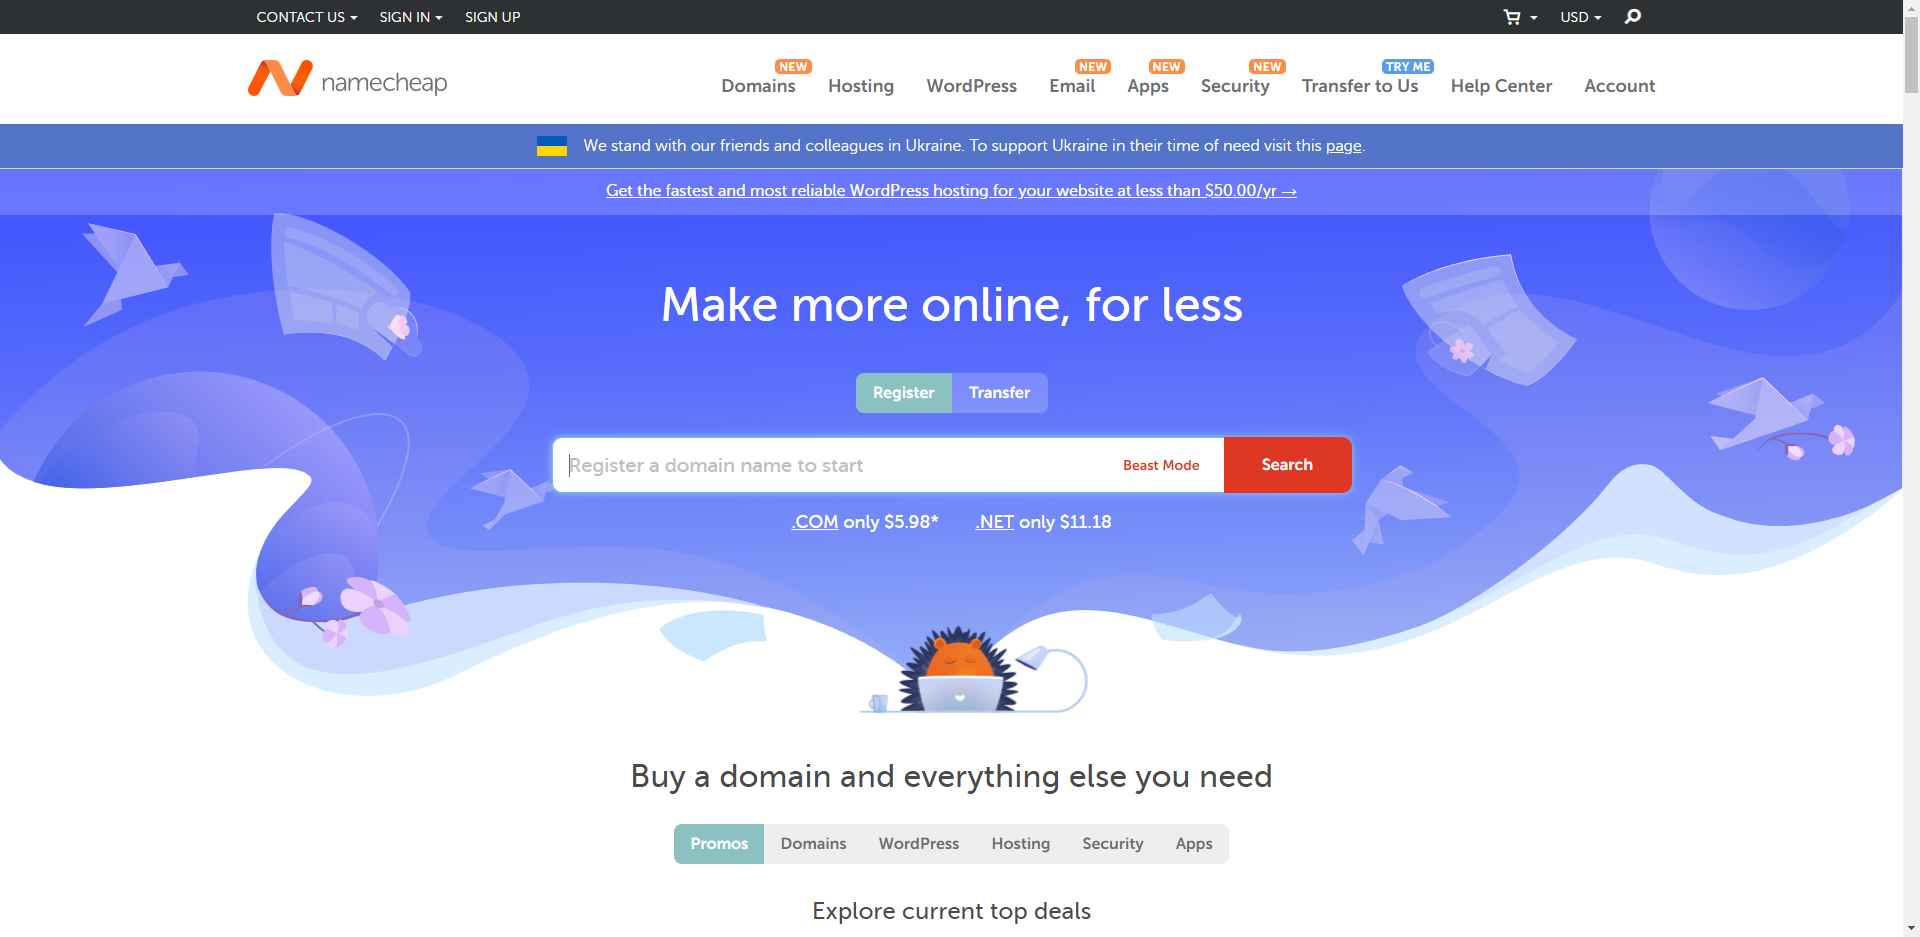 CONTACT US SIGN IN SIGN UP USD
namecheap
NEW NEW NEW NEW TRY ME
Domains Hosting WordPress Email Apps Security Transfer to Us Help Center Account
We stand with our friends and colleagues in Ukraine. To support Ukraine in their time of need visit this page.
Get the fastest and most reliable WordPress hosting for your website at less than $50.00/yr →
Make more online, for less
Register Transfer
Register a domain name to start Beast Mode Search
.COM only $5.98* .NET only $11.18
Buy a domain and everything else you need
Promos Domains WordPress Hosting Security Apps
Explore current top deals